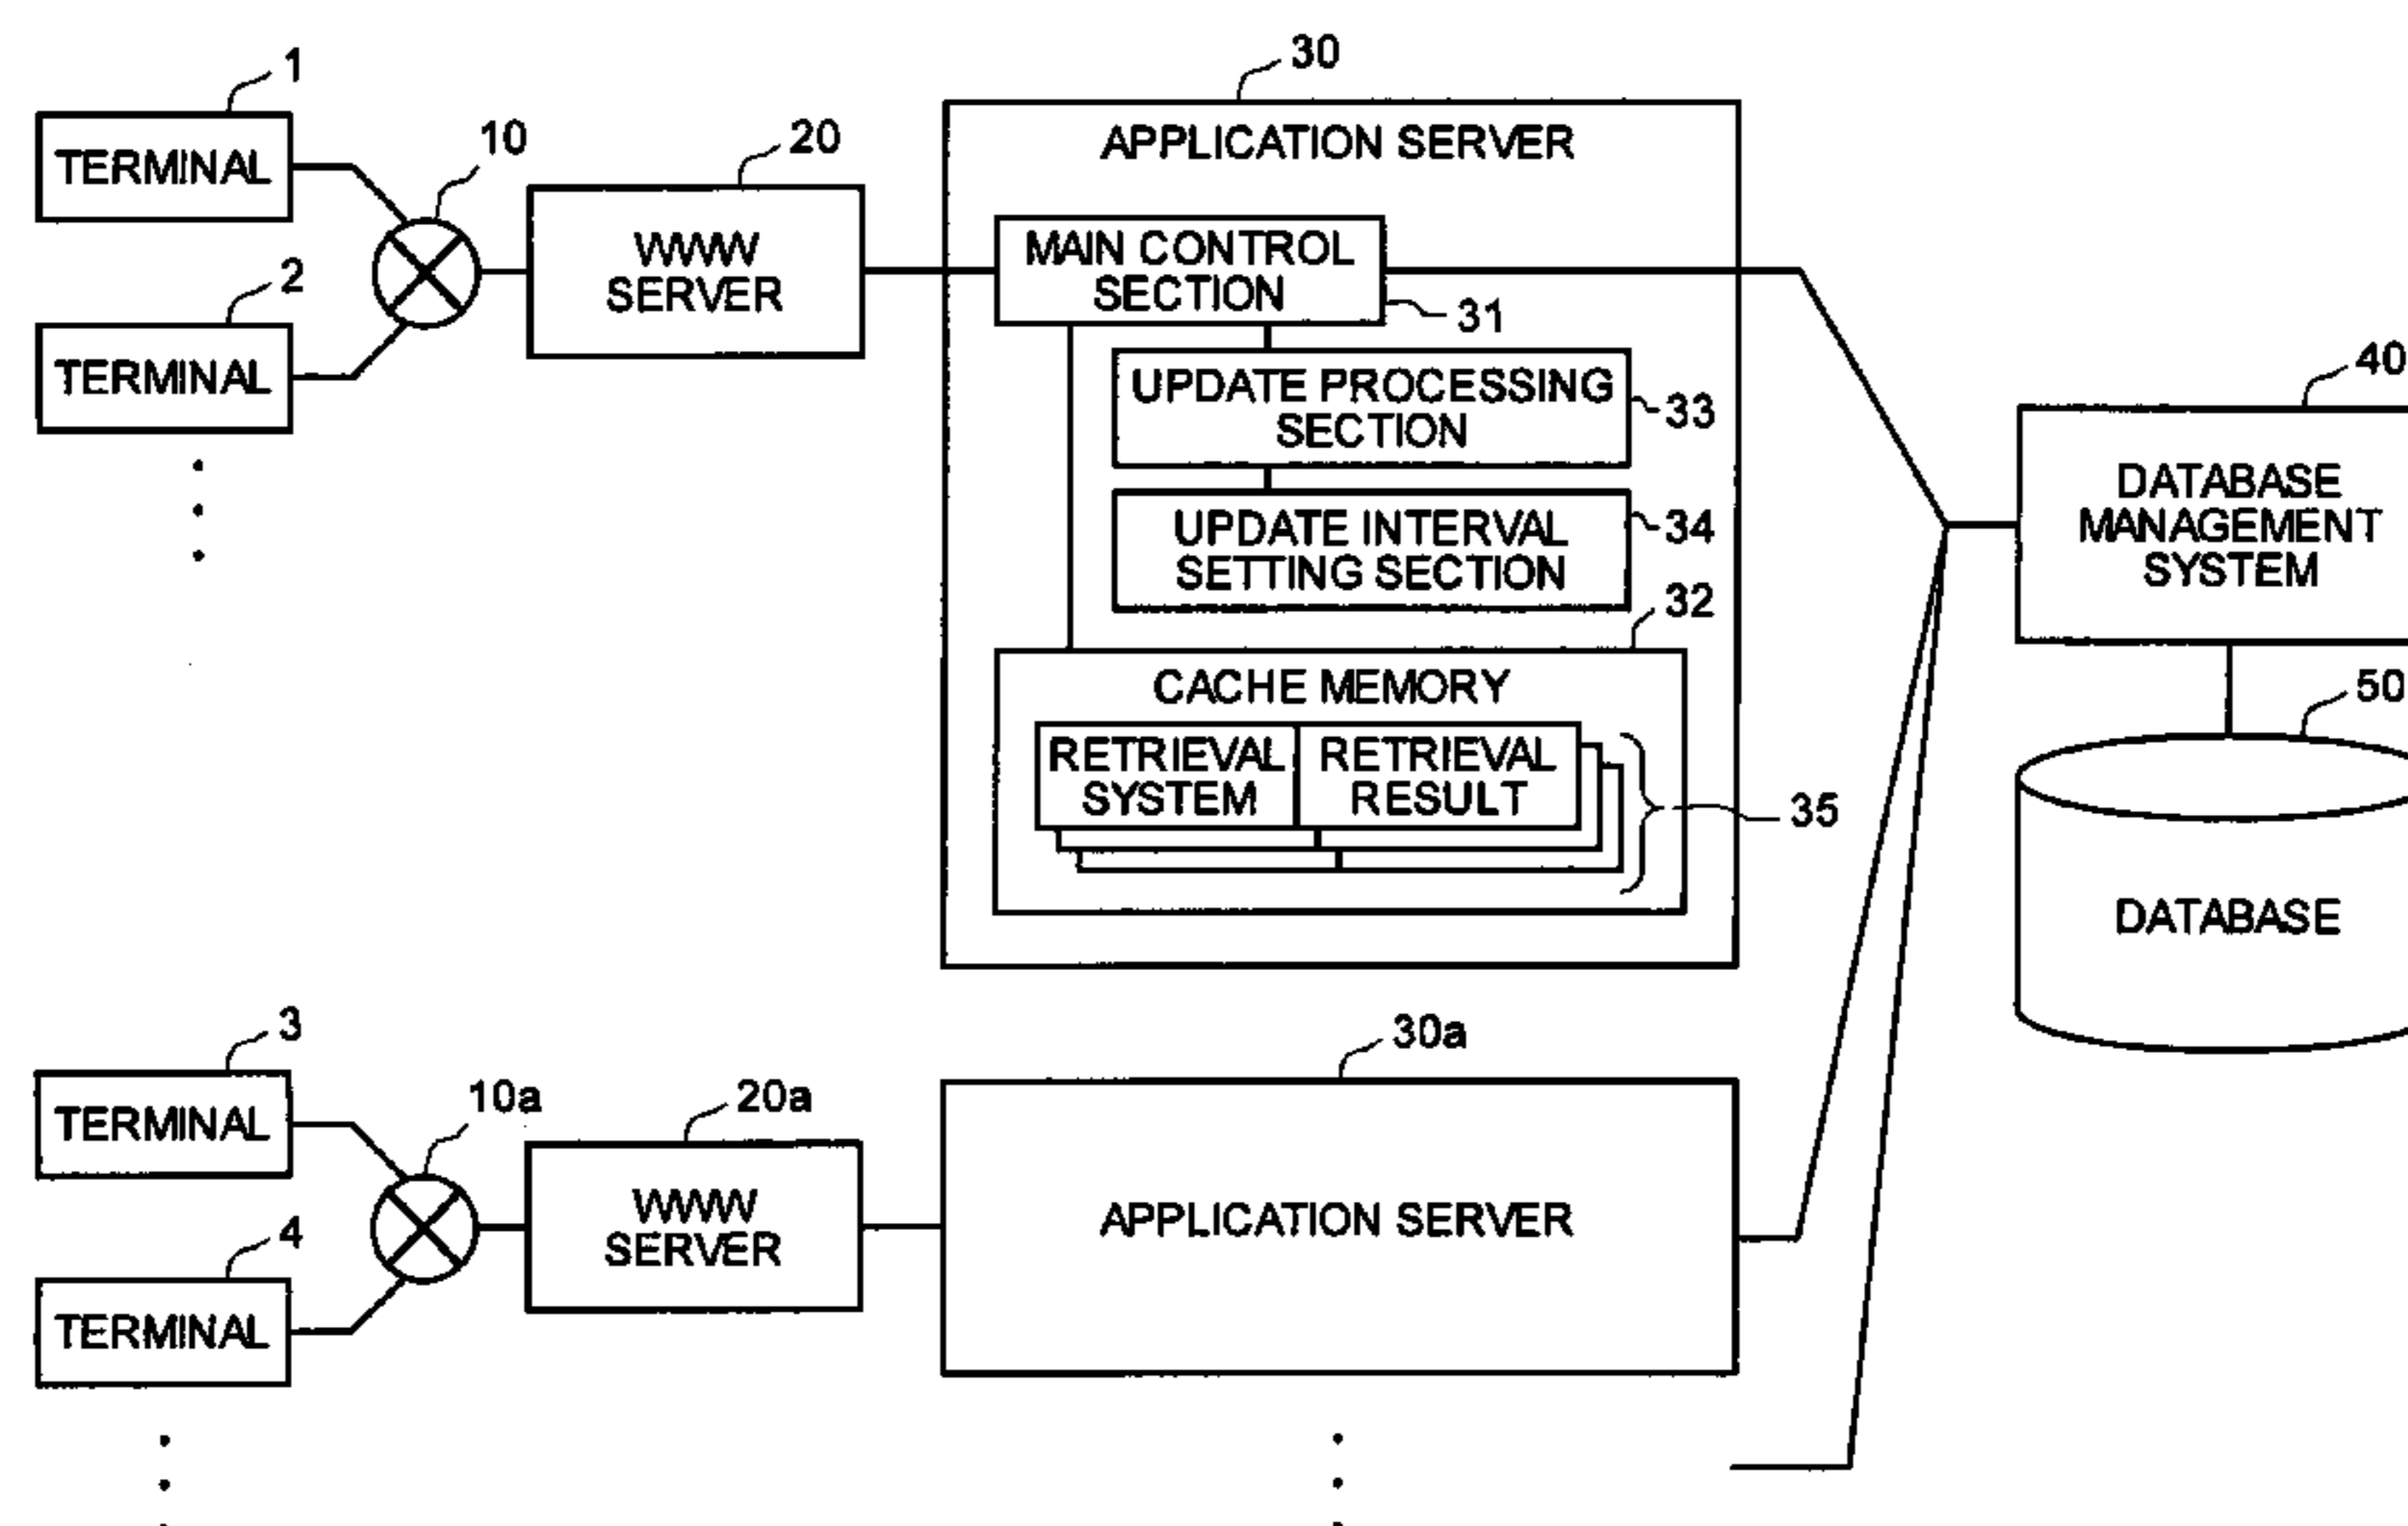 1
TERMINAL
10
20
WWW
SERVER
2
TERMINAL
30
APPLICATION SERVER
MAIN CONTROL
SECTION
31
UPDATE PROCESSING
SECTION
33
UPDATE INTERVAL
SETTING SECTION
34
32
CACHE MEMORY
RETRIEVAL
SYSTEM
RETRIEVAL
RESULT
35
40
DATABASE
MANAGEMENT
SYSTEM
50
DATABASE
3
TERMINAL
10a
20a
WWW
SERVER
4
TERMINAL
30a
APPLICATION SERVER